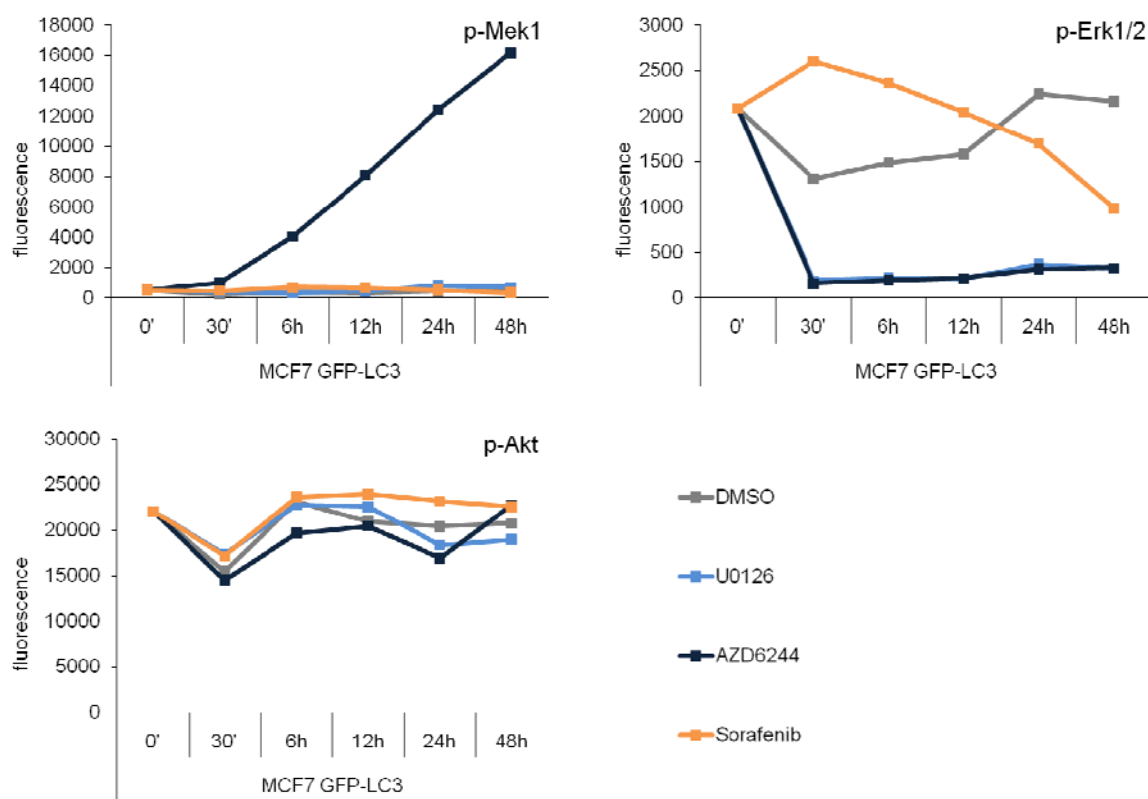 p-Mek1
fluorescence
18000
16000
14000
12000
10000
8000
6000
4000
2000
0
0' 30' 6h 12h 24h 48h
MCF7 GFP-LC3
p-Erk1/2
fluorescence
3000
2500
2000
1500
1000
500
0
0' 30' 6h 12h 24h 48h
MCF7 GFP-LC3
p-Akt
fluorescence
30000
25000
20000
15000
10000
5000
0
0' 30' 6h 12h 24h 48h
MCF7 GFP-LC3
DMSO
U0126
AZD6244
Sorafenib